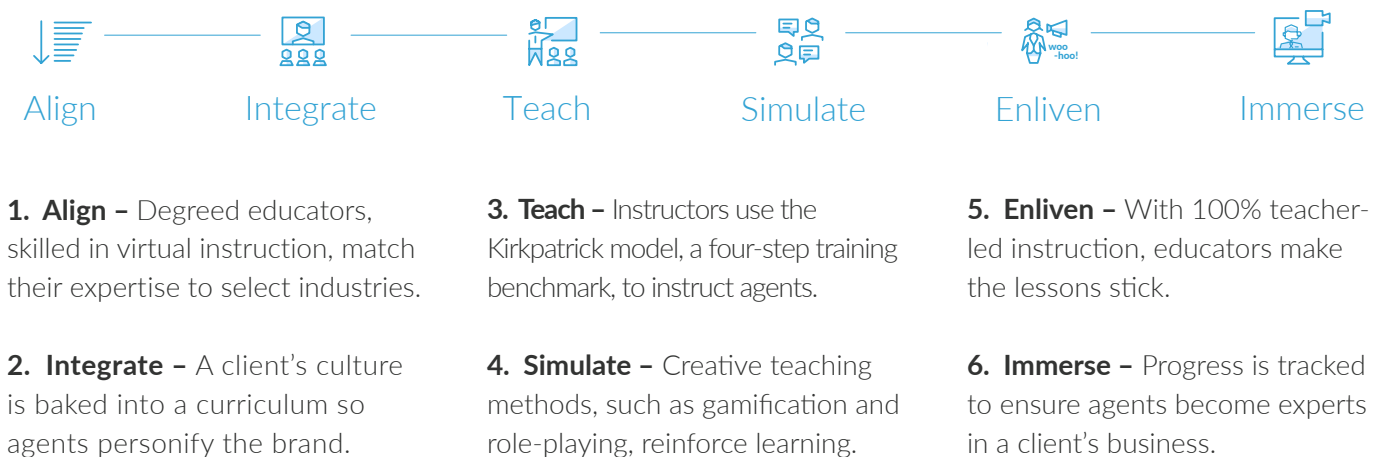 woo
-hoo!
Align
Integrate
Teach
Simulate
Enliven
Immerse
1. Align – Degreed educators,
skilled in virtual instruction, match
their expertise to select industries.
2. Integrate – A client’s culture
is baked into a curriculum so
agents personify the brand.
3. Teach – Instructors use the
Kirkpatrick model, a four-step training
benchmark, to instruct agents.
4. Simulate – Creative teaching
methods, such as gamification and
role-playing, reinforce learning.
5. Enliven – With 100% teacher-
led instruction, educators make
the lessons stick.
6. Immerse – Progress is tracked
to ensure agents become experts
in a client’s business.